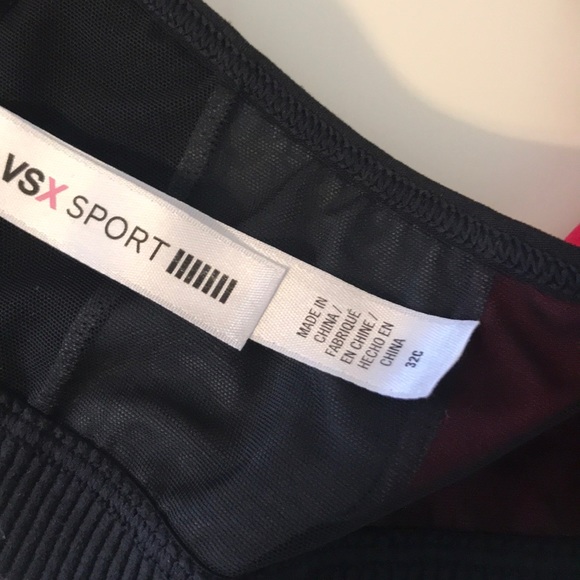 VSX SPORT
MADE IN
CHINA /
FABRIQUÉ
EN CHINE /
HECHO EN
CHINA
32C